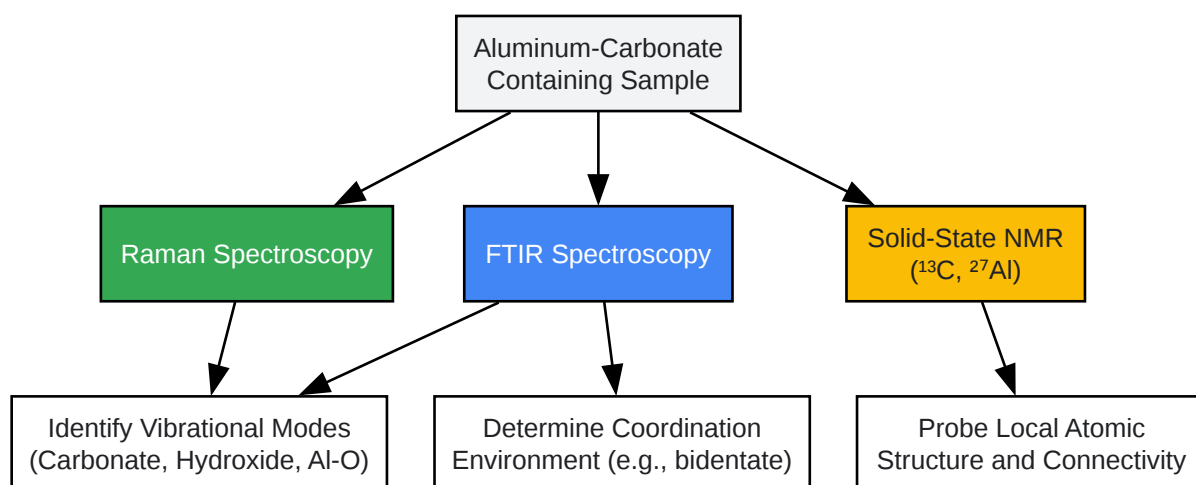 Aluminum-Carbonate
Containing Sample
Raman Spectroscopy
FTIR Spectroscopy
Solid-State NMR
(¹³C, ²⁷Al)
Identify Vibrational Modes
(Carbonate, Hydroxide, Al-O)
Determine Coordination
Environment (e.g., bidentate)
Probe Local Atomic
Structure and Connectivity